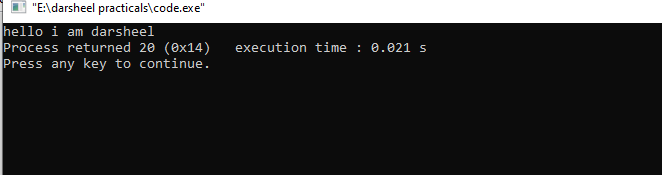 "E:\darsheel practicals\code.exe"
hello i am darsheel
Process returned 20 (0x14)   execution time : 0.021 s
Press any key to continue.